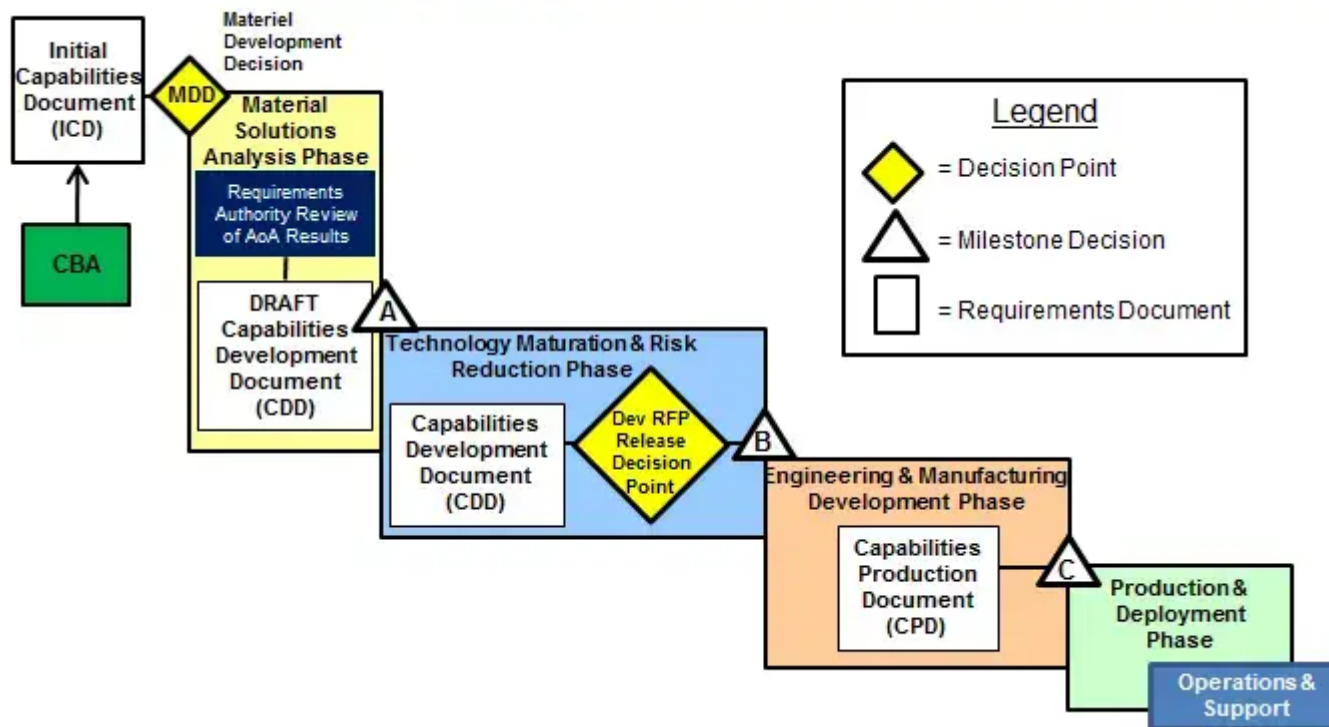 Initial
Capabilities
Document
(ICD)
CBA
Materiel
Development
Decision
MDD
Material
Solutions
Analysis Phase
Requirements
Authority Review
of AoA Results
DRAFT
Capabilities
Development
Document
(CDD)
A
Technology Maturation & Risk
Reduction Phase
Capabilities
Development
Document
(CDD)
Dev RFP
Release
Decision
Point
B
Engineering & Manufacturing
Development Phase
Capabilities
Production
Document
(CPD)
C
Production &
Deployment
Phase
Operations &
Support
Legend
= Decision Point
= Milestone Decision
= Requirements Document